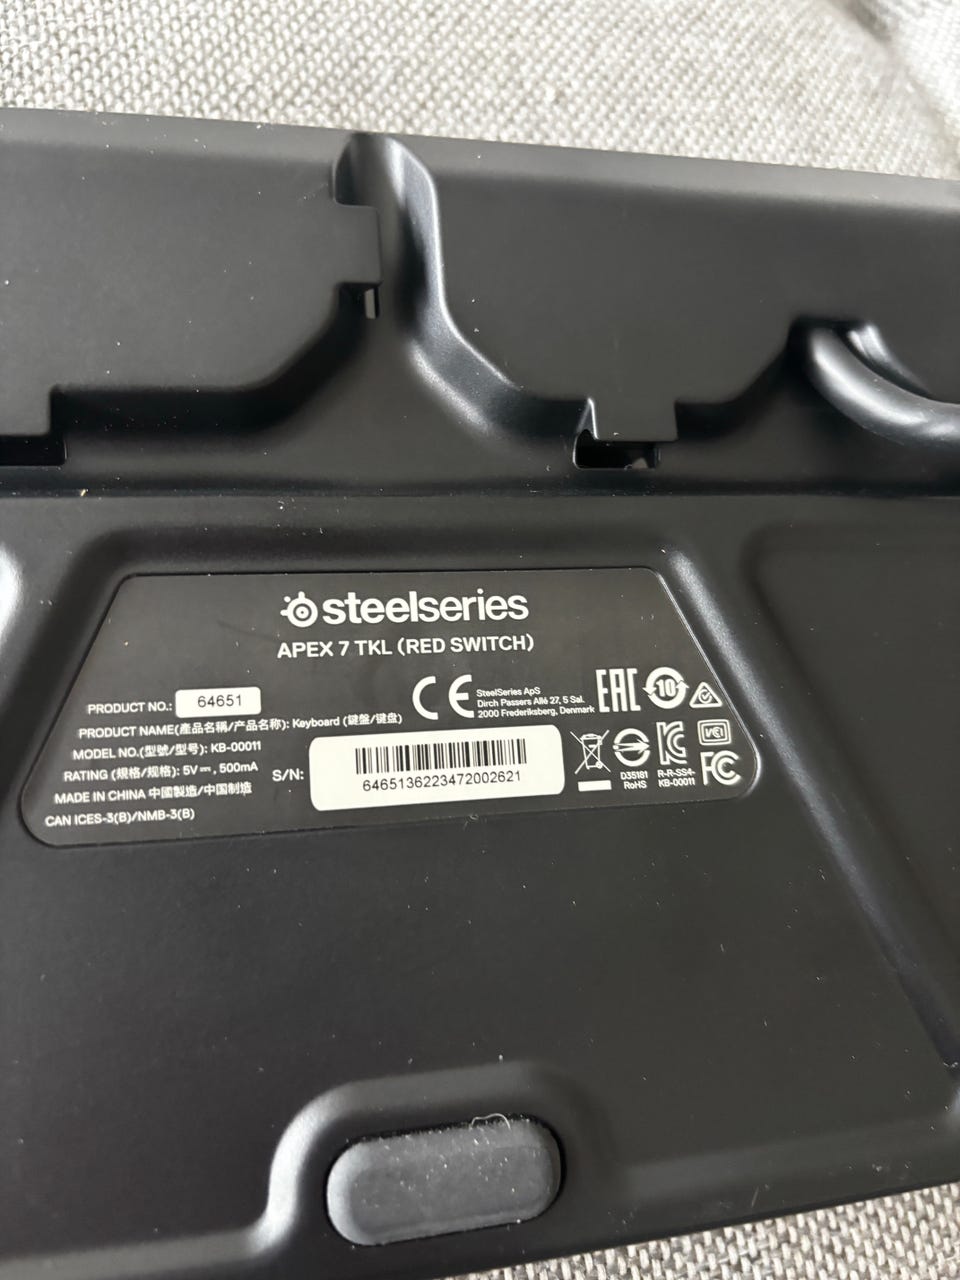 steelseries
APEX 7 TKL (RED SWITCH)
PRODUCT NO.: 64651
PRODUCT NAME(產品名稱/产品名称): Keyboard (鍵盤/键盘)
MODEL NO.(型號/型号): KB-00011
RATING (規格/规格): 5V⎓, 500mA
MADE IN CHINA 中國製造/中国制造
CAN ICES-3(B)/NMB-3(B)
S/N:
6465136223472002621
CE
SteelSeries ApS
Dirch Passers Allé 27, 5 Sal.
2000 Frederiksberg, Denmark
EAC
10
D35181
RoHS
R-R-SS4-
KB-00011
VCCI
FC